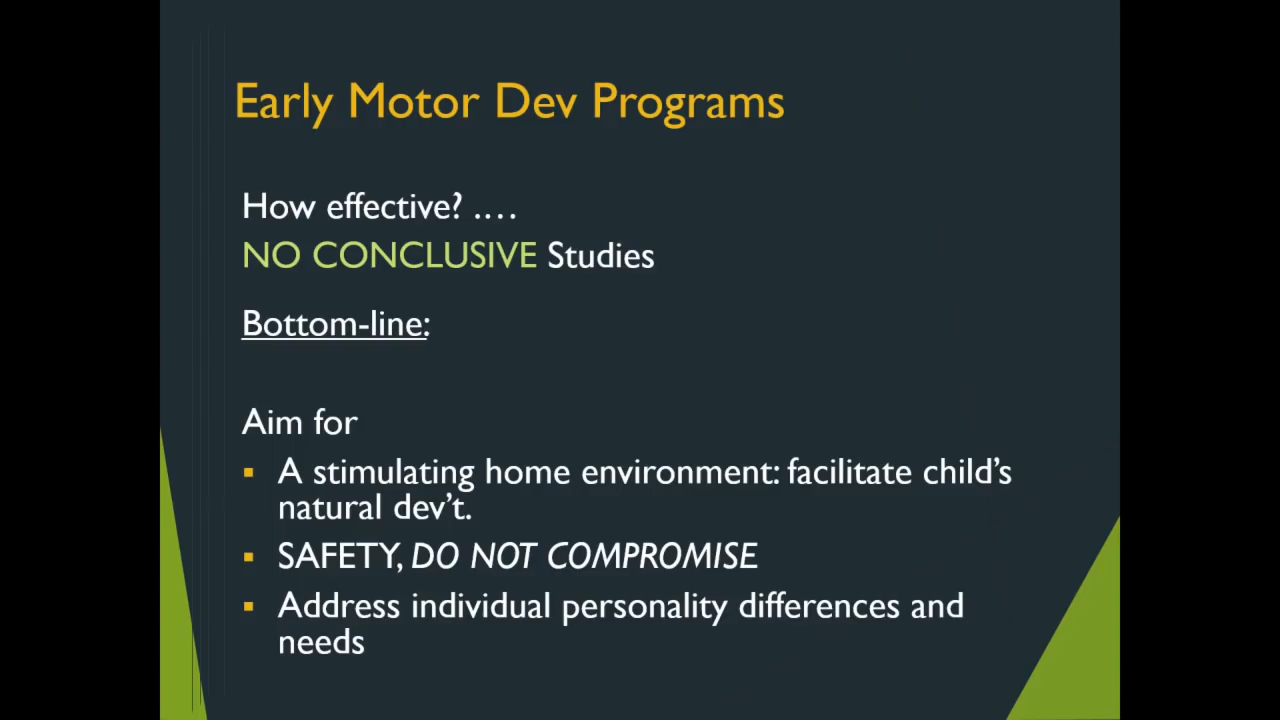 Early Motor Dev Programs
How effective? ....
NO CONCLUSIVE Studies
Bottom-line:
Aim for
▪ A stimulating home environment: facilitate child's
natural dev't.
▪ SAFETY, DO NOT COMPROMISE
▪ Address individual personality differences and
needs